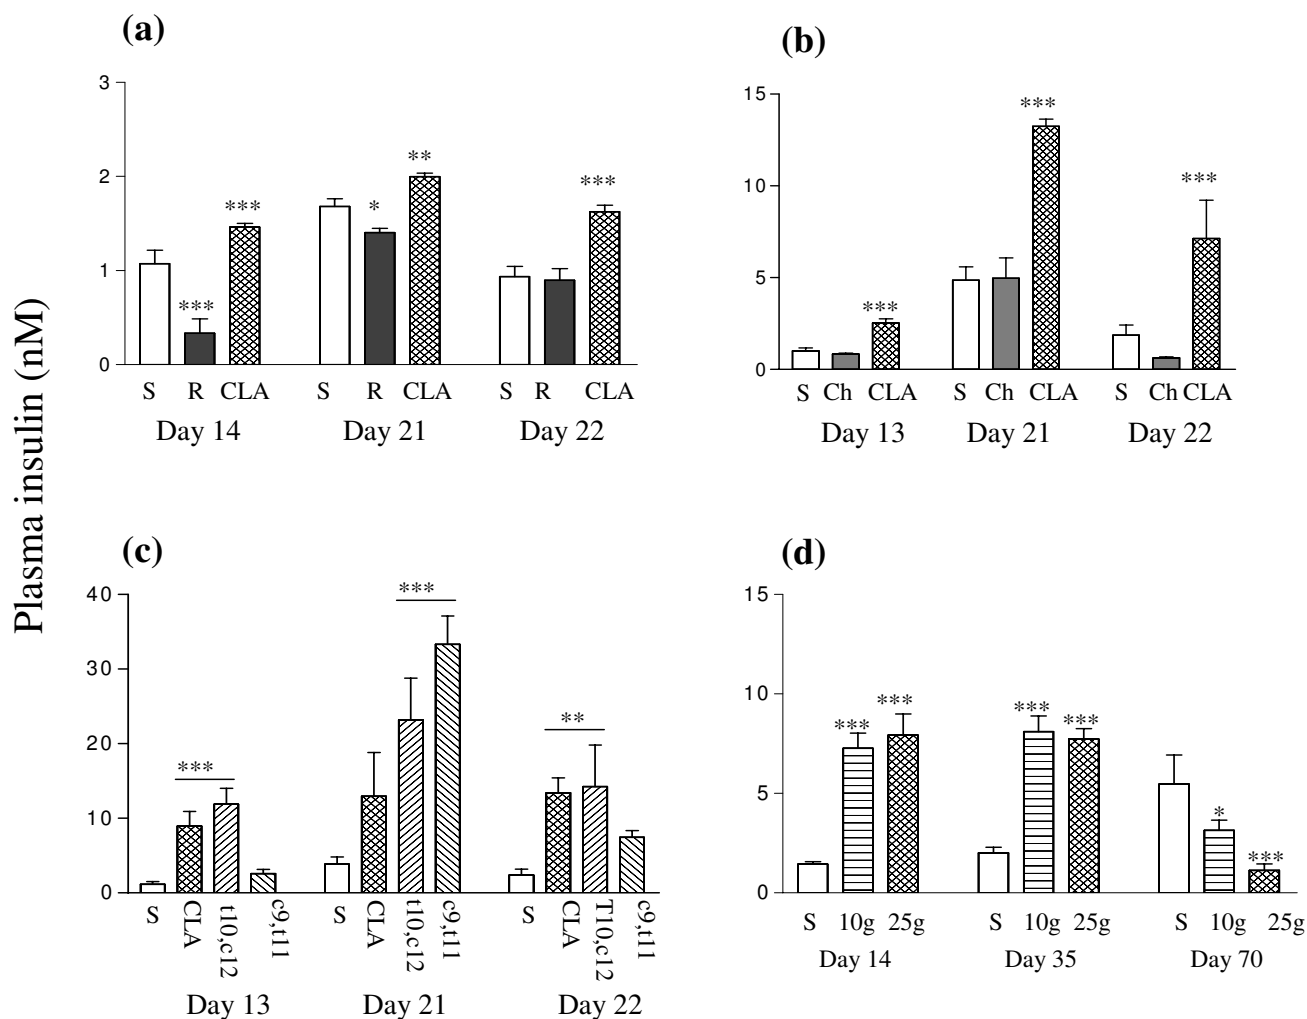 Plasma insulin (nM)
(a)
3
2
1
0
***
***
*
**
***
S R CLA S R CLA S R CLA
Day 14 Day 21 Day 22
(b)
15
10
5
0
***
***
***
S Ch CLA S Ch CLA S Ch CLA
Day 13 Day 21 Day 22
(c)
40
30
20
10
0
***
***
**
S CLA t10,c12 c9,t11 S CLA t10,c12 c9,t11 S CLA T10,c12 c9,t11
Day 13 Day 21 Day 22
(d)
15
10
5
0
***
***
***
***
*
***
S 10g 25g S 10g 25g S 10g 25g
Day 14 Day 35 Day 70